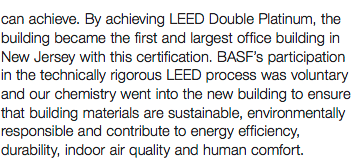 can achieve. By achieving LEED Double Platinum, the
building became the first and largest office building in
New Jersey with this certification. BASF's participation
in the technically rigorous LEED process was voluntary
and our chemistry went into the new building to ensure
that building materials are sustainable, environmentally
responsible and contribute to energy efficiency,
durability, indoor air quality and human comfort.